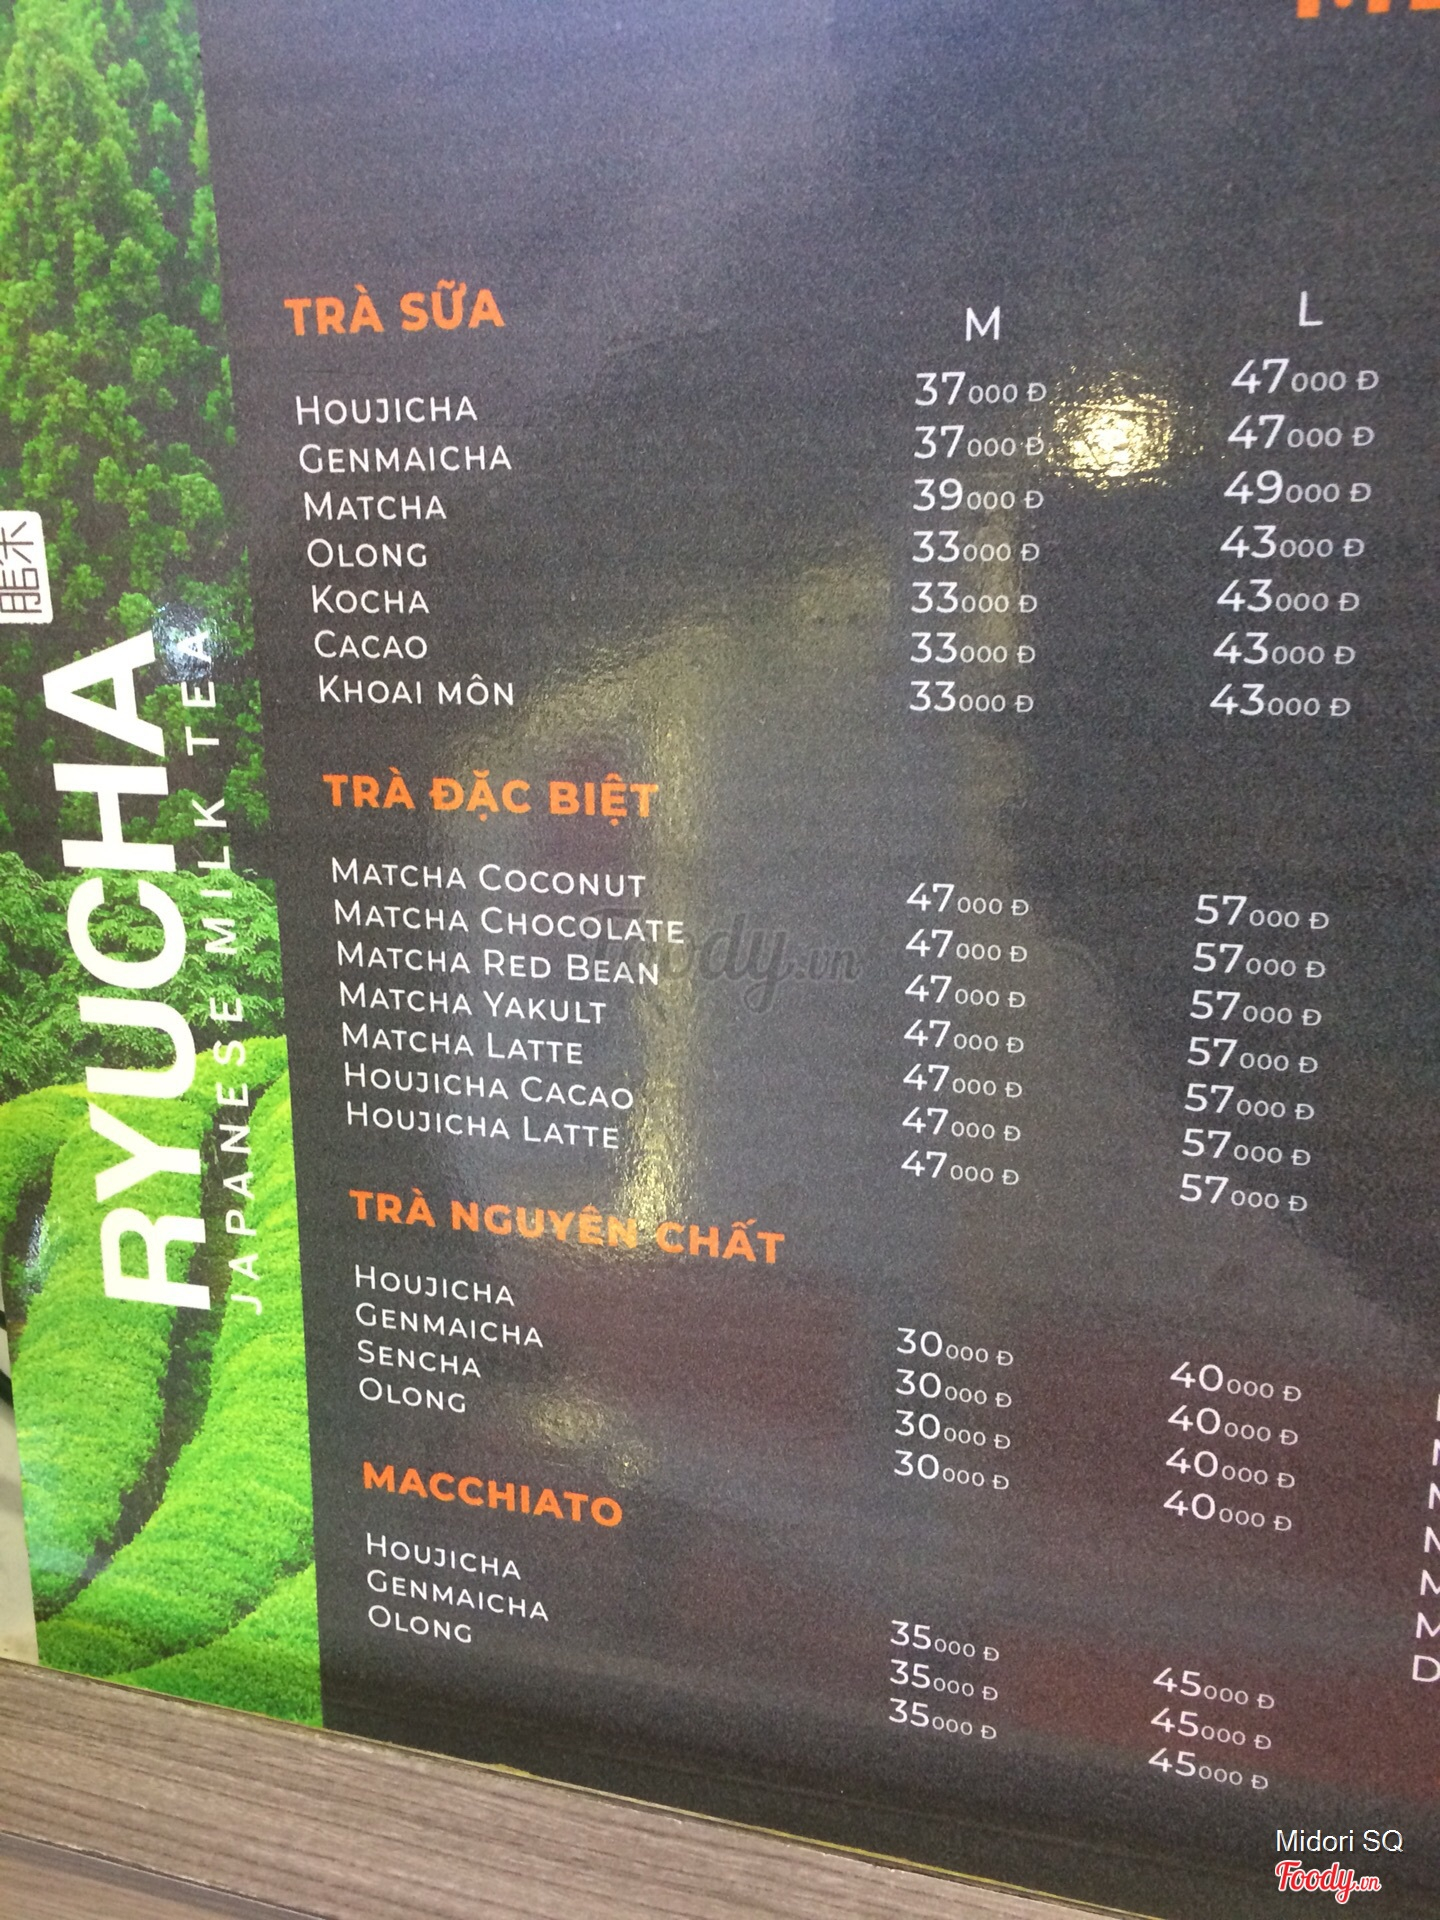 TRÀ SỮA M L
HOUJICHA 37000 Đ 47000 Đ
GENMAICHA 37000 Đ 47000 Đ
MATCHA 39000 Đ 49000 Đ
OLONG 33000 Đ 43000 Đ
KOCHA 33000 Đ 43000 Đ
CACAO 33000 Đ 43000 Đ
KHOAI MÔN 33000 Đ 43000 Đ
TRÀ ĐẶC BIỆT
MATCHA COCONUT 47000 Đ 57000 Đ
MATCHA CHOCOLATE 47000 Đ 57000 Đ
MATCHA RED BEAN 47000 Đ 57000 Đ
MATCHA YAKULT 47000 Đ 57000 Đ
MATCHA LATTE 47000 Đ 57000 Đ
HOUJICHA CACAO 47000 Đ 57000 Đ
HOUJICHA LATTE 47000 Đ 57000 Đ
TRÀ NGUYÊN CHẤT
HOUJICHA 30000 Đ 40000 Đ
GENMAICHA 30000 Đ 40000 Đ
SENCHA 30000 Đ 40000 Đ
OLONG 30000 Đ 40000 Đ
MACCHIATO
HOUJICHA 35000 Đ 45000 Đ
GENMAICHA 35000 Đ 45000 Đ
OLONG 35000 Đ 45000 Đ
RYUCHA
JAPANESE MILK TEA
Foody.vn
Midori SQ
Foody.vn